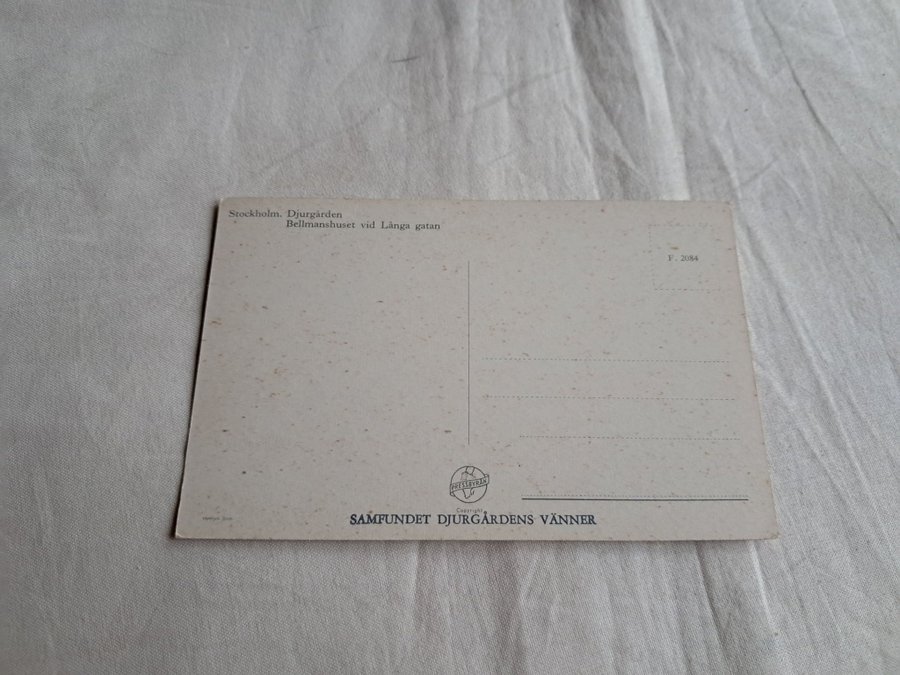 Stockholm. Djurgården
Bellmanshuset vid Långa gatan
F. 2084
PRESSBYRÅN
Copyright
SAMFUNDET DJURGÅRDENS VÄNNER